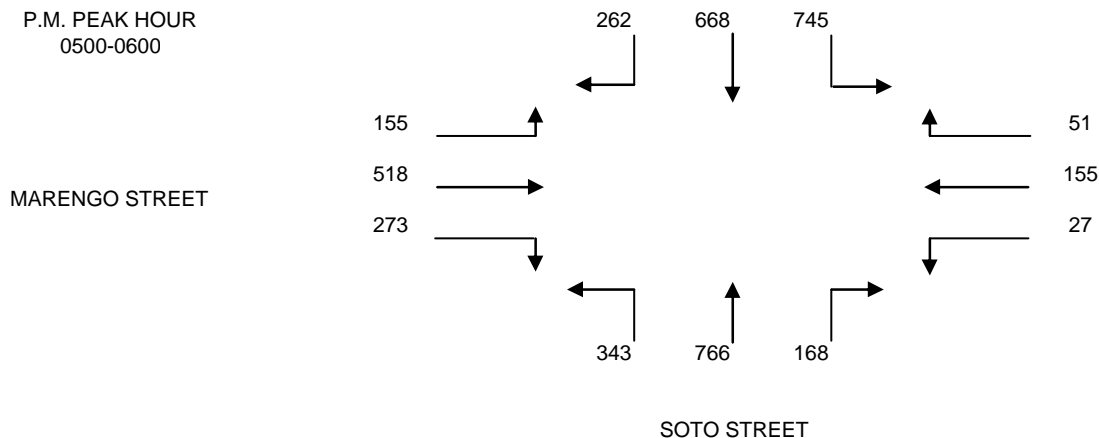 P.M. PEAK HOUR
0500-0600
262 668 745
155 51
518 155
MARENGO STREET
273 27
343 766 168
SOTO STREET